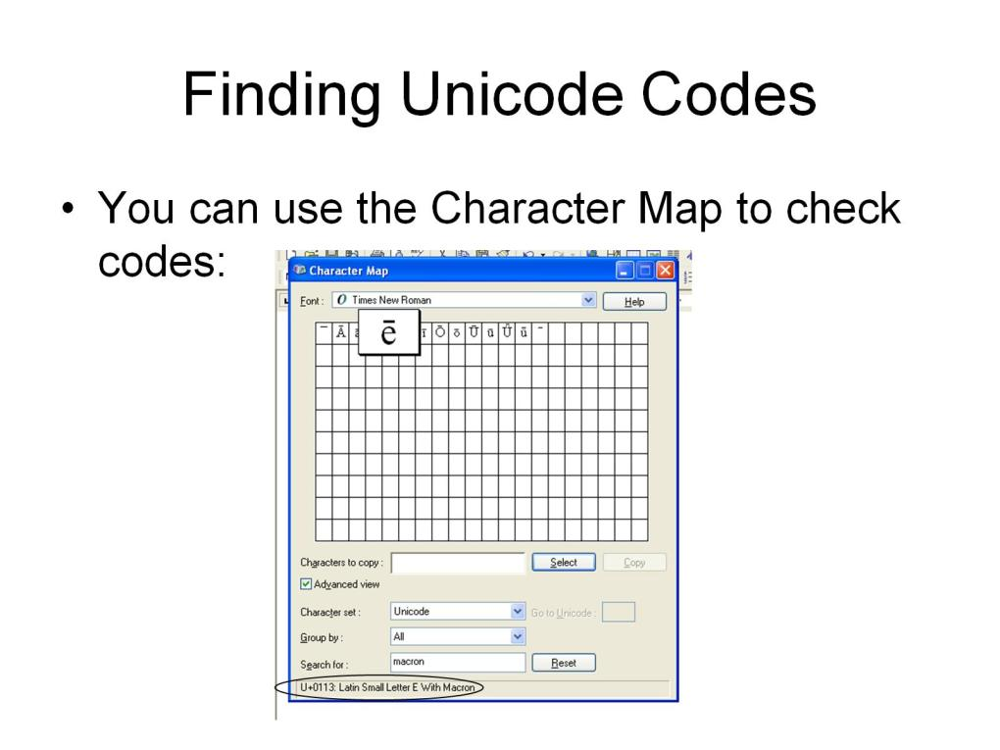 Finding Unicode Codes
• You can use the Character Map to check
codes:
Character Map
Font : O Times New Roman Help
¯ Ā ē ī Ō ō Ū ū Ǖ ǖ ˉ
Characters to copy : Select Copy
Advanced view
Character set : Unicode Go to Unicode :
Group by : All
Search for : macron Reset
U+0113: Latin Small Letter E With Macron